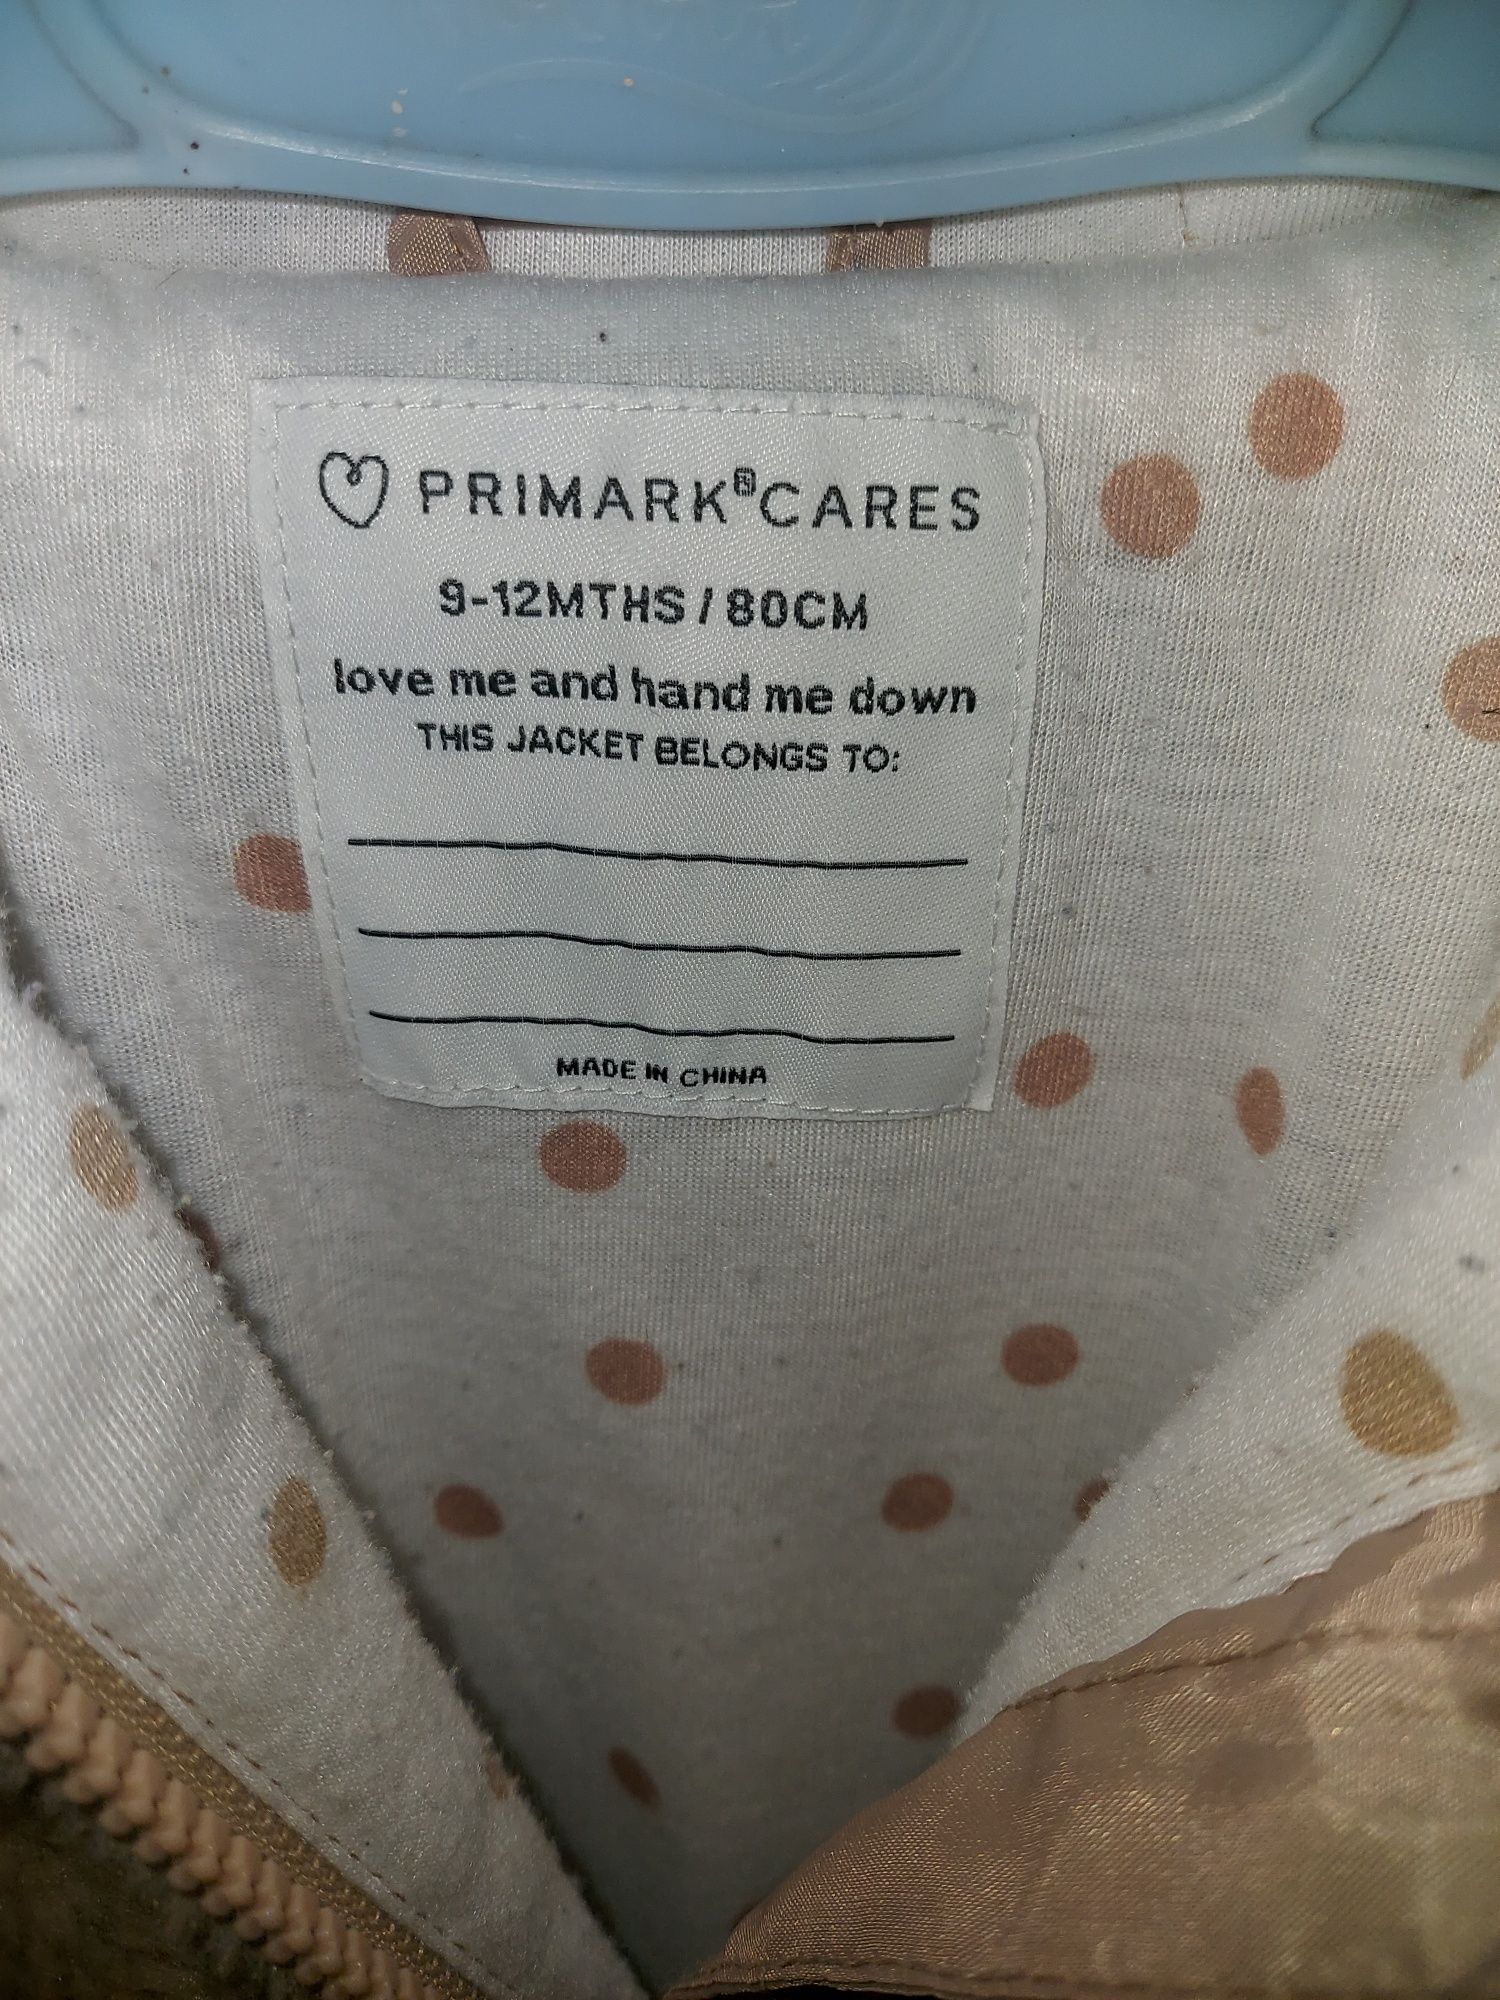 PRIMARK®CARES
9-12MTHS / 80CM
love me and hand me down
THIS JACKET BELONGS TO:
MADE IN CHINA